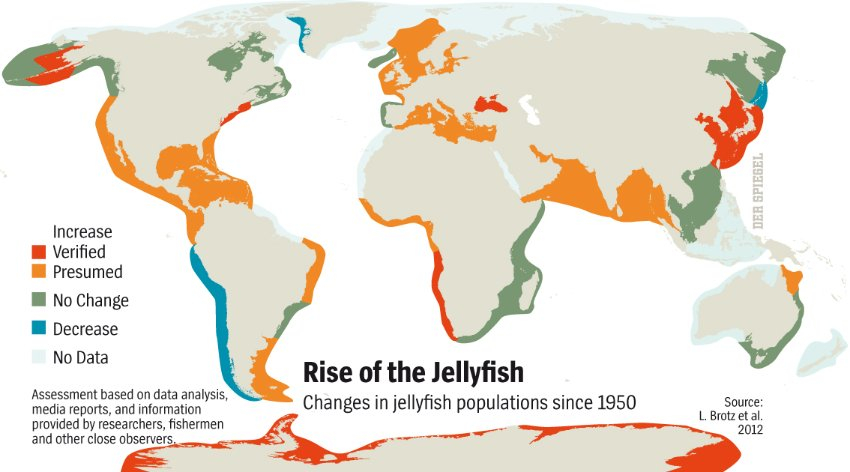 DER SPIEGEL
Increase
Verified
Presumed
No Change
Decrease
No Data
Assessment based on data analysis,
media reports, and information
provided by researchers, fishermen
and other close observers.
Rise of the Jellyfish
Changes in jellyfish populations since 1950
Source:
L. Brotz et al.
2012